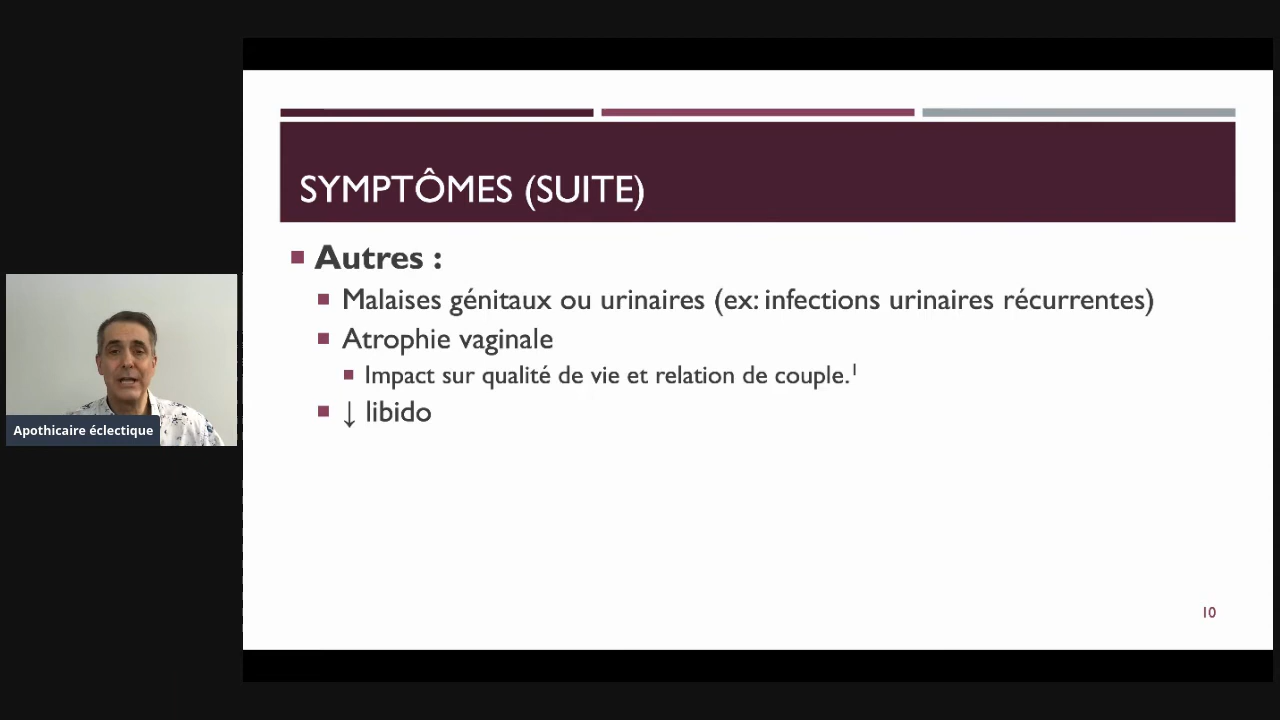 SYMPTÔMES (SUITE)
Autres :
Malaises génitaux ou urinaires (ex: infections urinaires récurrentes)
Atrophie vaginale
Impact sur qualité de vie et relation de couple.¹
↓ libido
Apothicaire éclectique
10